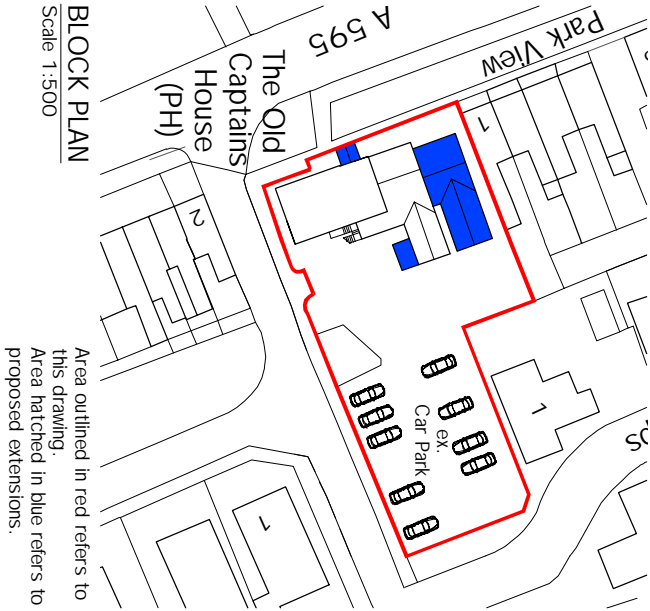 A 595
Park View
The Old
Captains
House
(PH)
1
2
1
1
ex.
Car Park
BLOCK PLAN
Scale 1:500
Area outlined in red refers to
this drawing.
Area hatched in blue refers to
proposed extensions.